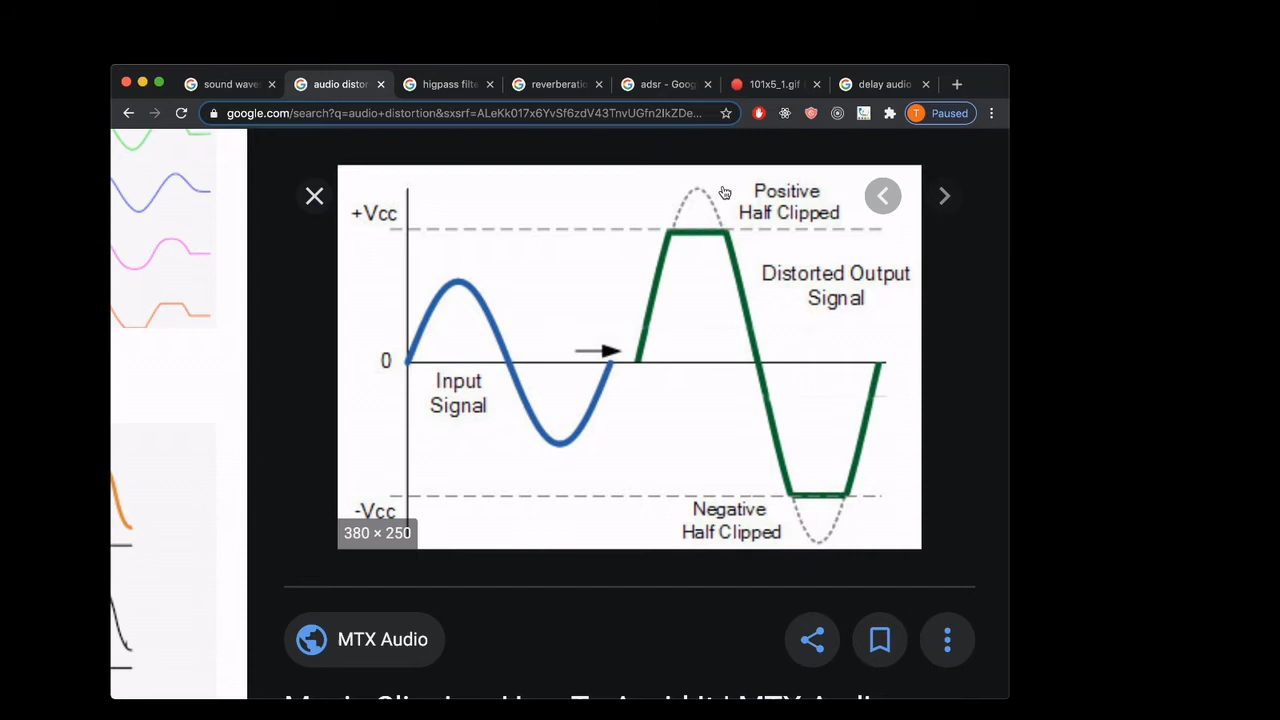 sound wave
audio distor
higpass filte
reverberatio
adsr - Goog
101x5_1.gif
delay audio
google.com/search?q=audio+distortion&sxsrf=ALeKk017x6YvSf6zdV43TnvUGfn2IkZDe...
T Paused
+Vcc
Positive
Half Clipped
Distorted Output
Signal
0
Input
Signal
-Vcc
Negative
Half Clipped
380 × 250
MTX Audio